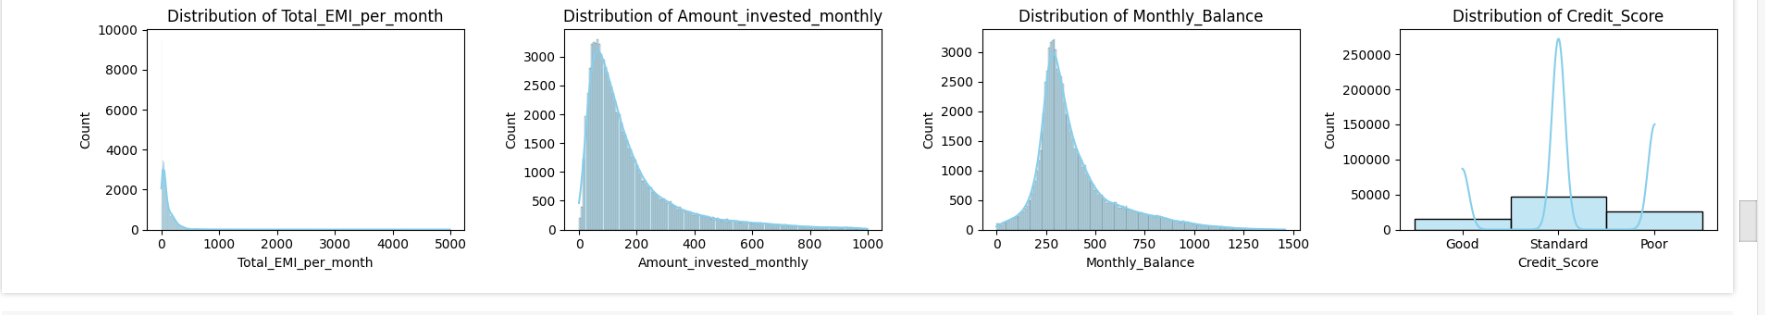 Distribution of Total_EMI_per_month
10000
8000
6000
4000
2000
0
Count
0 1000 2000 3000 4000 5000
Total_EMI_per_month
Distribution of Amount_invested_monthly
3000
2500
2000
1500
1000
500
0
Count
0 200 400 600 800 1000
Amount_invested_monthly
Distribution of Monthly_Balance
3000
2500
2000
1500
1000
500
0
Count
0 250 500 750 1000 1250 1500
Monthly_Balance
Distribution of Credit_Score
250000
200000
150000
100000
50000
0
Count
Good Standard Poor
Credit_Score